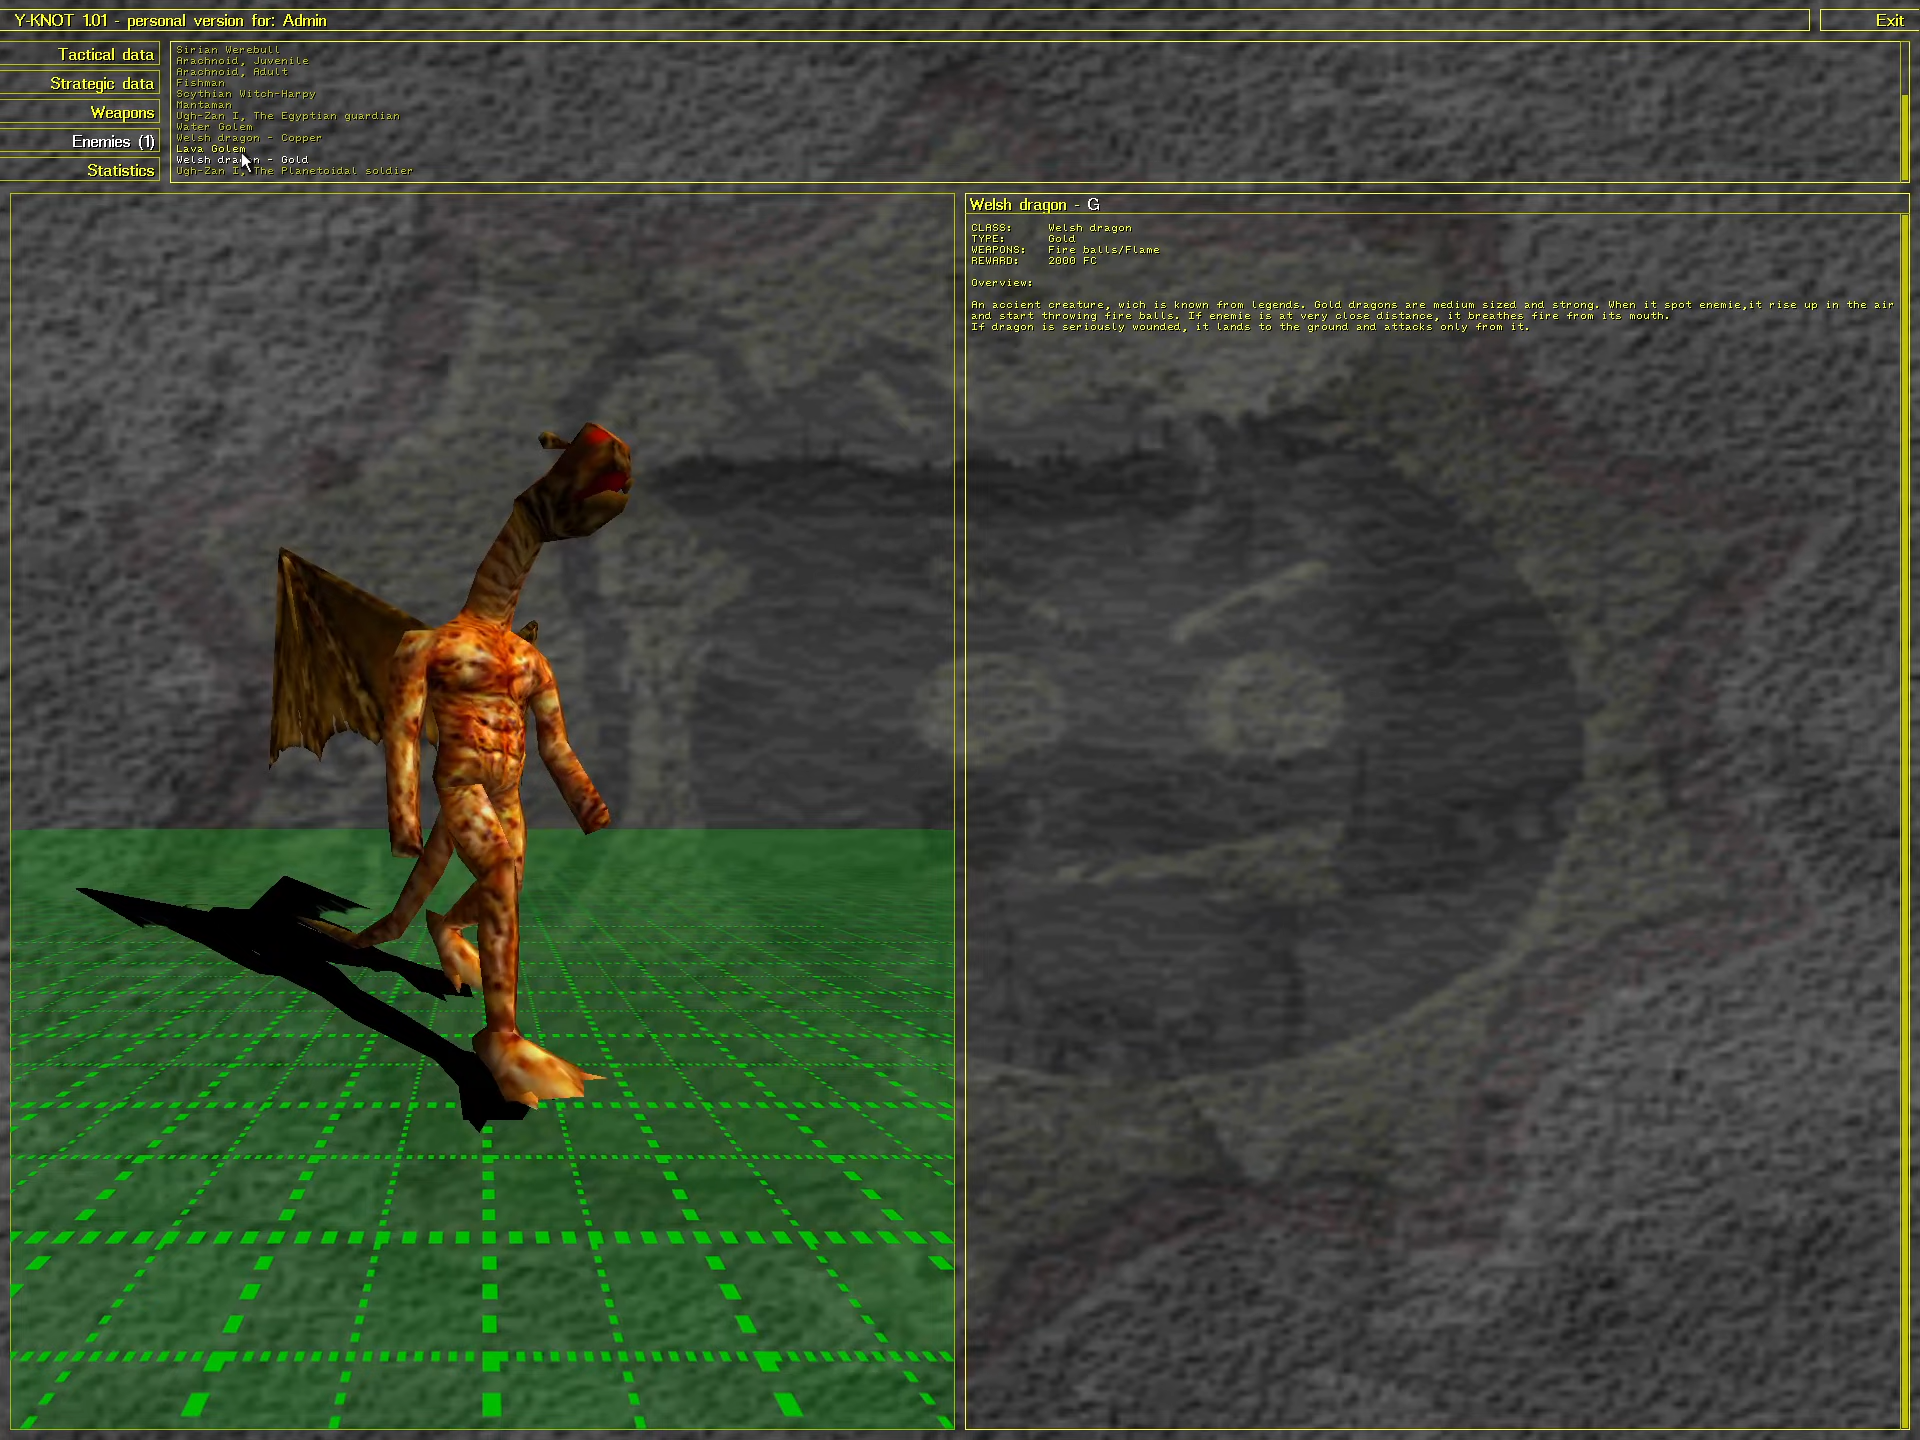 Y-KNOT 1.01 - personal version for: Admin
Exit
Tactical data
Strategic data
Weapons
Enemies (1)
Statistics
Sirian Werebull
Arachnoid, Juvenile
Arachnoid, Adult
Fishman
Scythian Witch-Harpy
Mantaman
Ugh-Zan I, The Egyptian guardian
Water Golem
Welsh dragon - Copper
Lava Golem
Welsh dragon - Gold
Ugh-Zan I, The Planetoidal soldier
Welsh dragon - G
CLASS: Welsh dragon
TYPE: Gold
WEAPONS: Fire balls/Flame
REWARD: 2000 FC
Overview:
An accient creature, wich is known from legends. Gold dragons are medium sized and strong. When it spot enemie,it rise up in the air
and start throwing fire balls. If enemie is at very close distance, it breathes fire from its mouth.
If dragon is seriously wounded, it lands to the ground and attacks only from it.